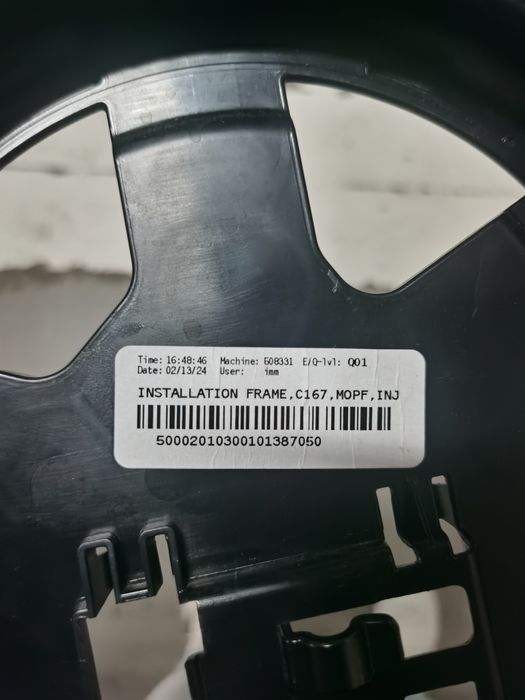 Time: 16:48:46 Machine: 508331 E/Q-lvl: Q01
Date: 02/13/24 User: imm
INSTALLATION FRAME,C167,MOPF,INJ
50002010300101387050